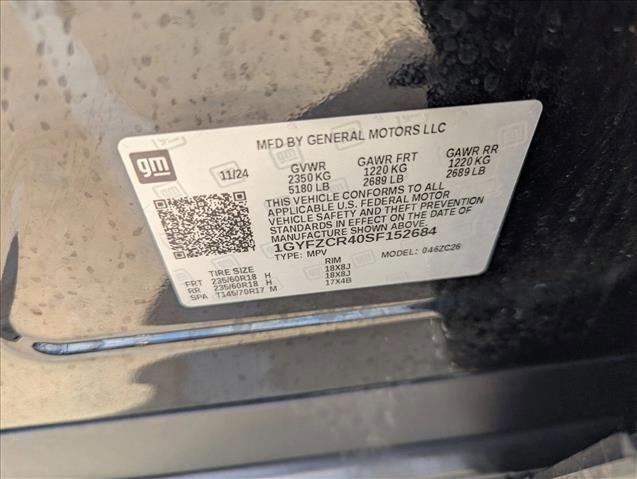 MFD BY GENERAL MOTORS LLC
gm
11/24
GVWR GAWR FRT GAWR RR
2350 KG 1220 KG 1220 KG
5180 LB 2689 LB 2689 LB
THIS VEHICLE CONFORMS TO ALL
APPLICABLE U.S. FEDERAL MOTOR
VEHICLE SAFETY AND THEFT PREVENTION
STANDARDS IN EFFECT ON THE DATE
OF MANUFACTURE SHOWN ABOVE.
1GYFZCR40SF152684
TYPE: MPV MODEL: 046ZC26
TIRE SIZE RIM
FRT 235/60R18 H 18X8J
RR 235/60R18 H 18X8J
SPA T145/70R17 M 17X4B